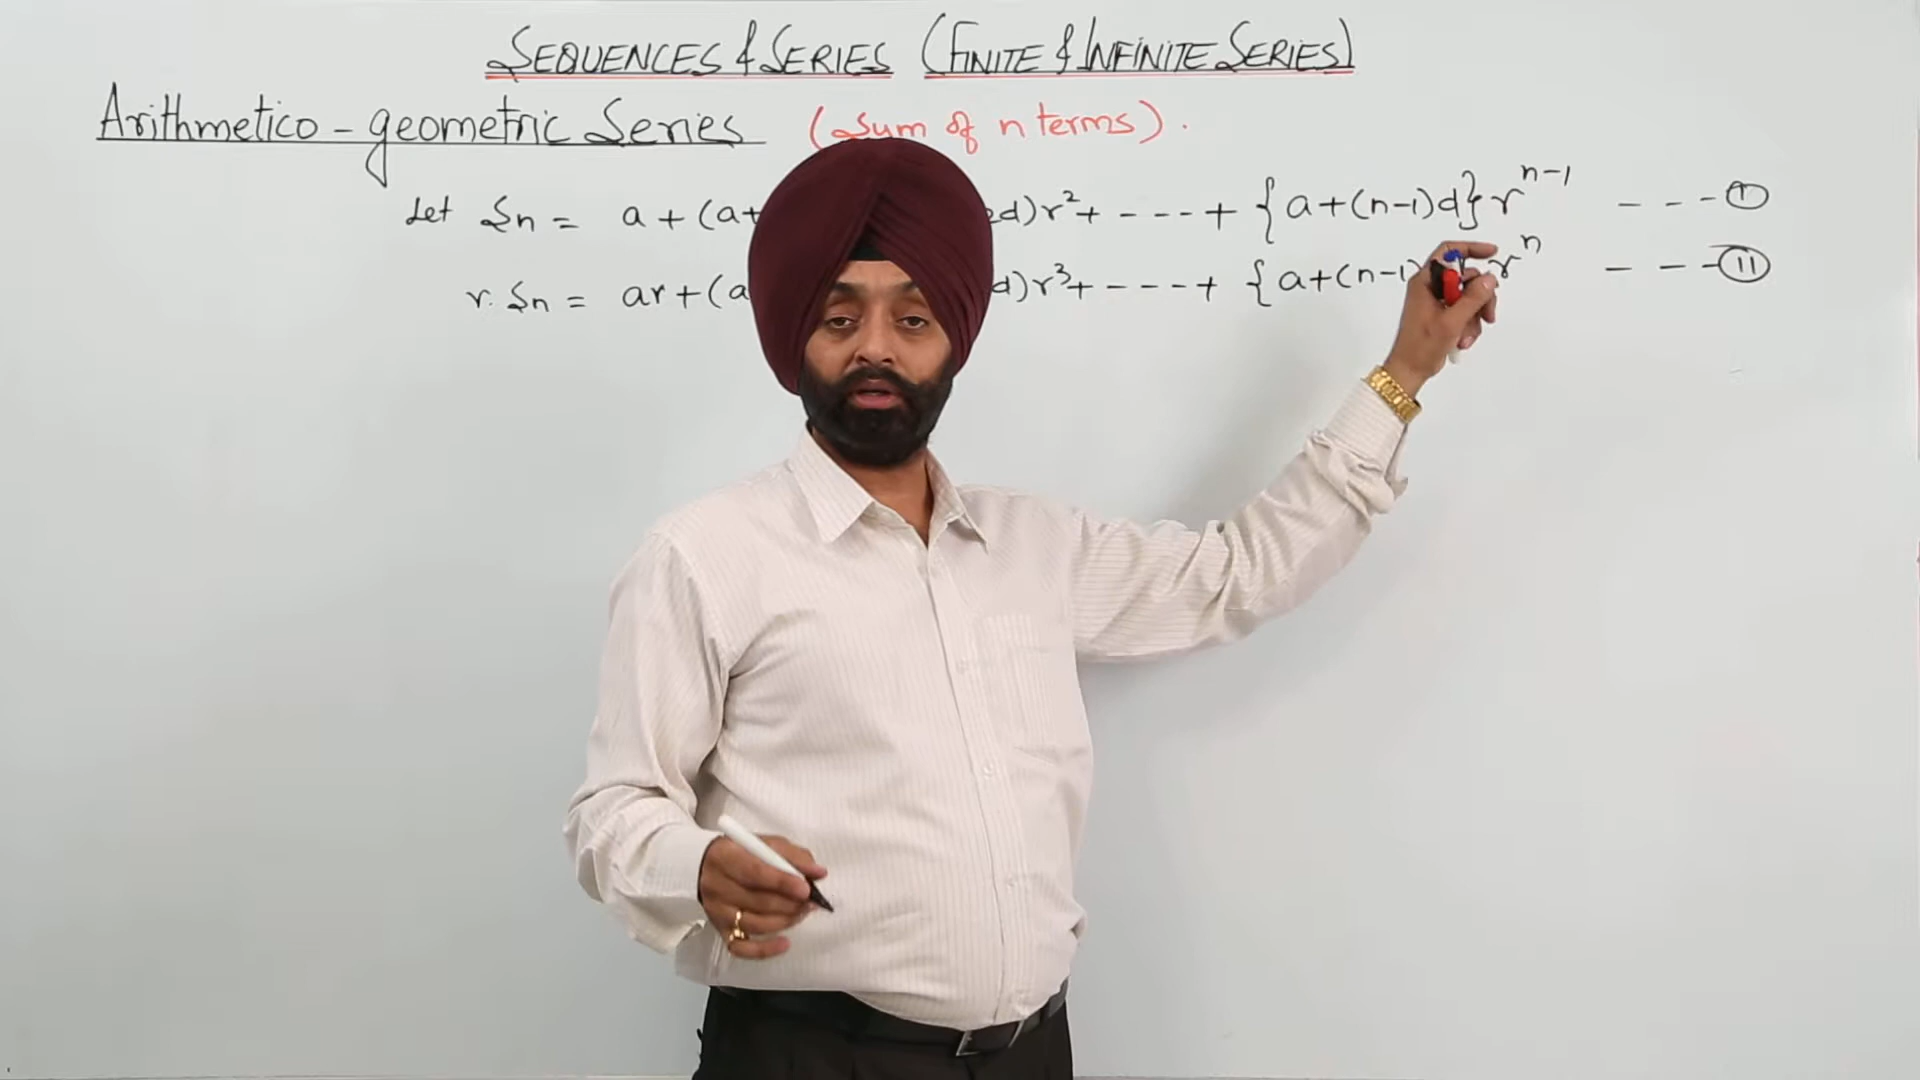 SEQUENCES & SERIES (FINITE & INFINITE SERIES)
Arithmetico - geometric Series (Sum of n terms).
Let Sn = a + (a+ d)r² + - - - + {a+(n-1)d}r^(n-1) - - - (I)
r. Sn = ar + (a d)r³ + - - - + {a+(n-1) r^n - - - (II)